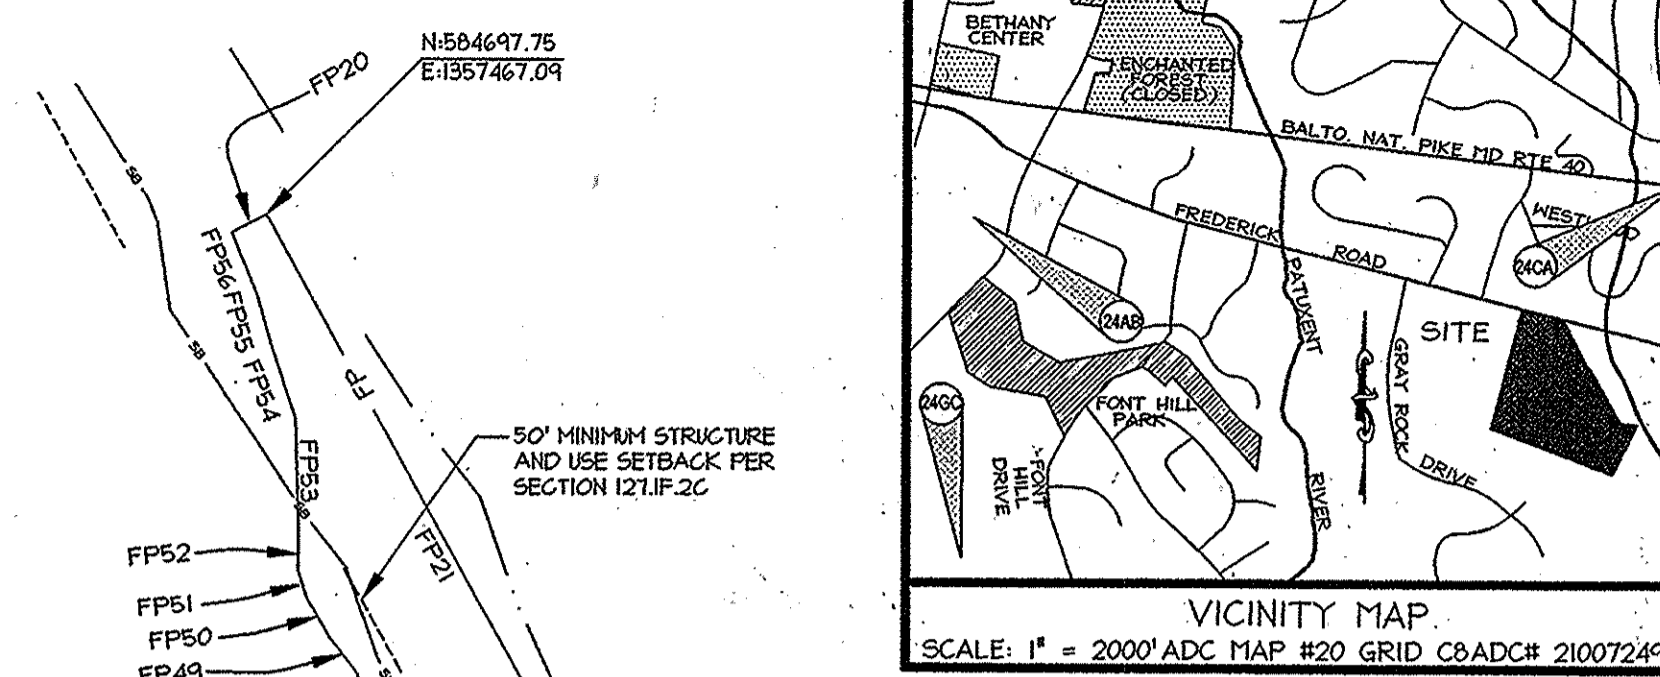 N:584697.75
E:1357467.09
FP20
SB
FP56 FP55 FP54
SB
FP
50' MINIMUM STRUCTURE
AND USE SETBACK PER
SECTION 127.1F.2C
FP53
SB
FP21
FP52
FP51
FP50
FP49
BETHANY
CENTER
ENCHANTED
FOREST
(CLOSED)
BALTO. NAT. PIKE MD RTE 40
FREDERICK ROAD
24CA
PATUXENT RIVER
24AB
SITE
GRAY ROCK DRIVE
24GC
FONT HILL
PARK
FONT
HILL
DRIVE
VICINITY MAP
SCALE: 1" = 2000' ADC MAP #20 GRID C8 ADC# 21007249